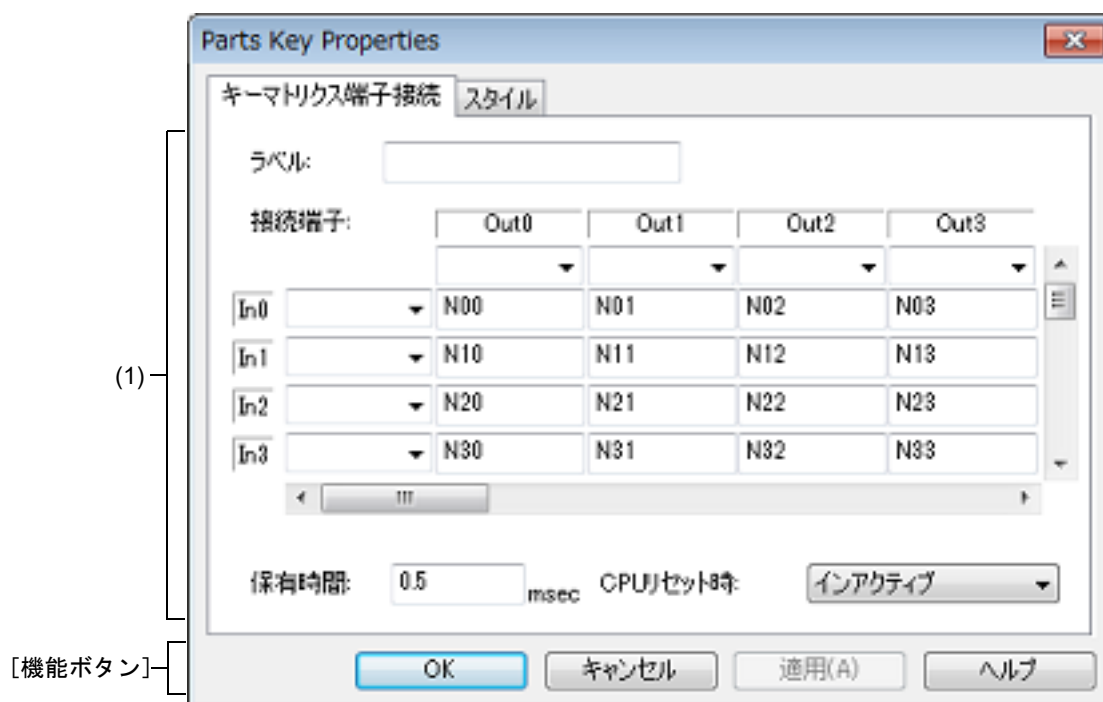 Parts Key Properties
キーマトリクス端子接続 スタイル
ラベル:
接続端子: Out0 Out1 Out2 Out3
In0 N00 N01 N02 N03
In1 N10 N11 N12 N13
(1)
In2 N20 N21 N22 N23
In3 N30 N31 N32 N33
保有時間: 0.5 msec CPUリセット時: インアクティブ
[機能ボタン] OK キャンセル 適用(A) ヘルプ